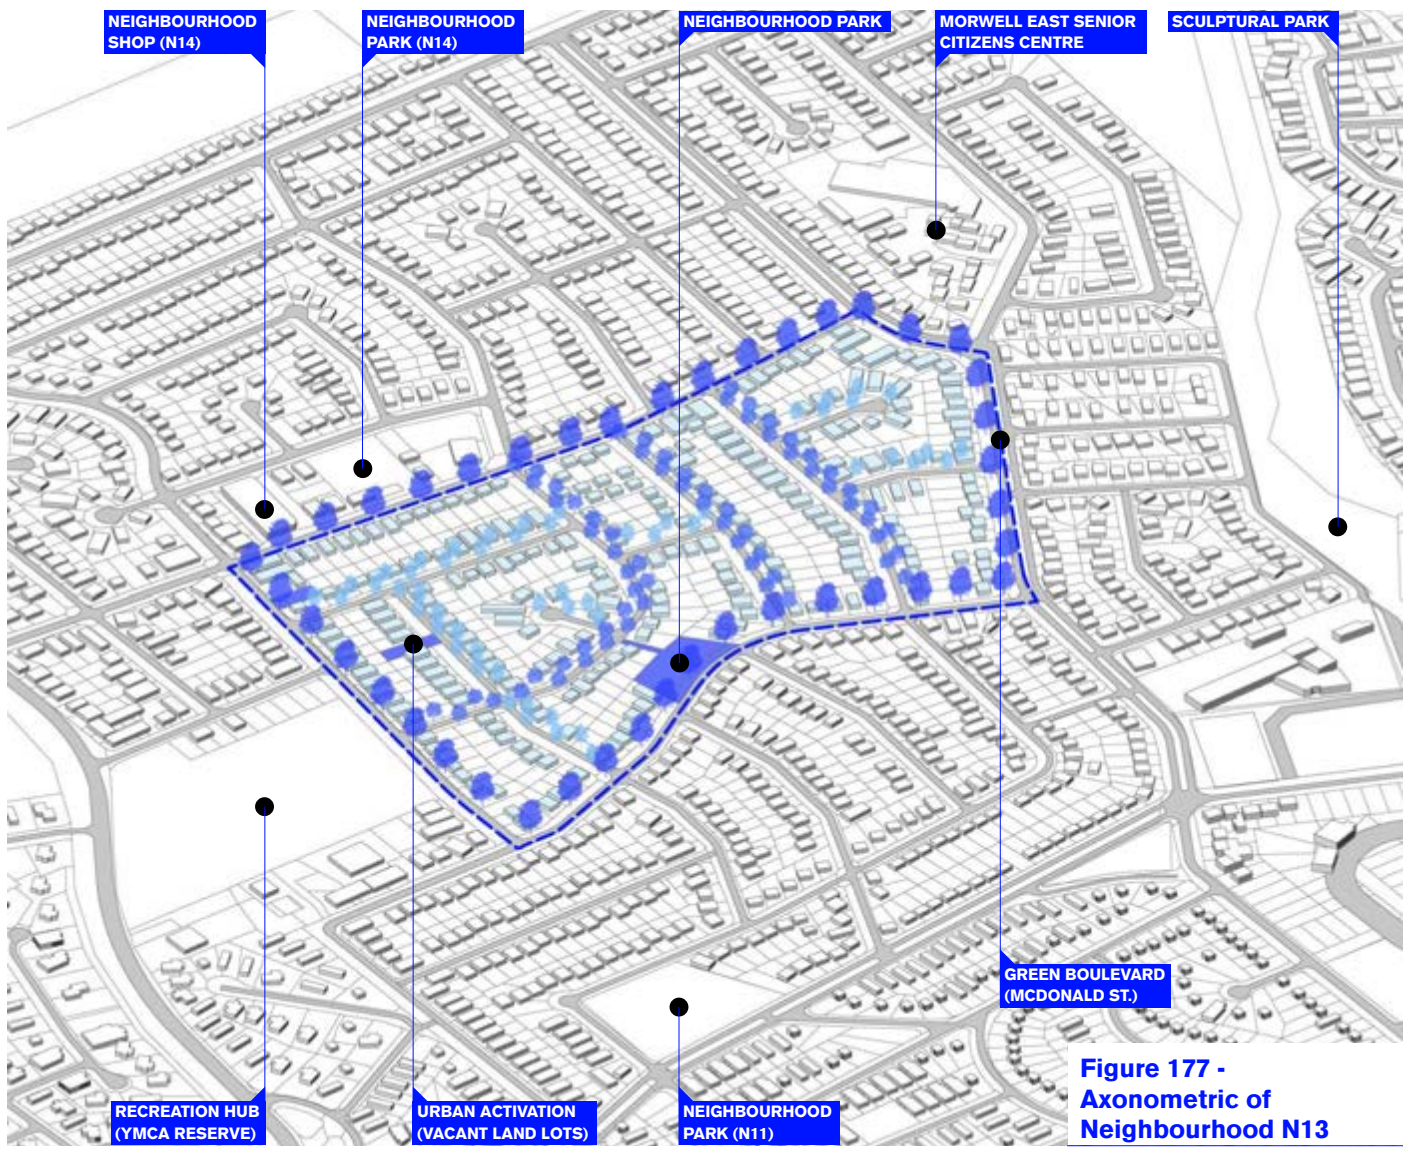 NEIGHBOURHOOD
SHOP (N14)
NEIGHBOURHOOD
PARK (N14)
NEIGHBOURHOOD PARK
MORWELL EAST SENIOR
CITIZENS CENTRE
SCULPTURAL PARK
GREEN BOULEVARD
(MCDONALD ST.)
RECREATION HUB
(YMCA RESERVE)
URBAN ACTIVATION
(VACANT LAND LOTS)
NEIGHBOURHOOD
PARK (N11)
Figure 177 -
Axonometric of
Neighbourhood N13